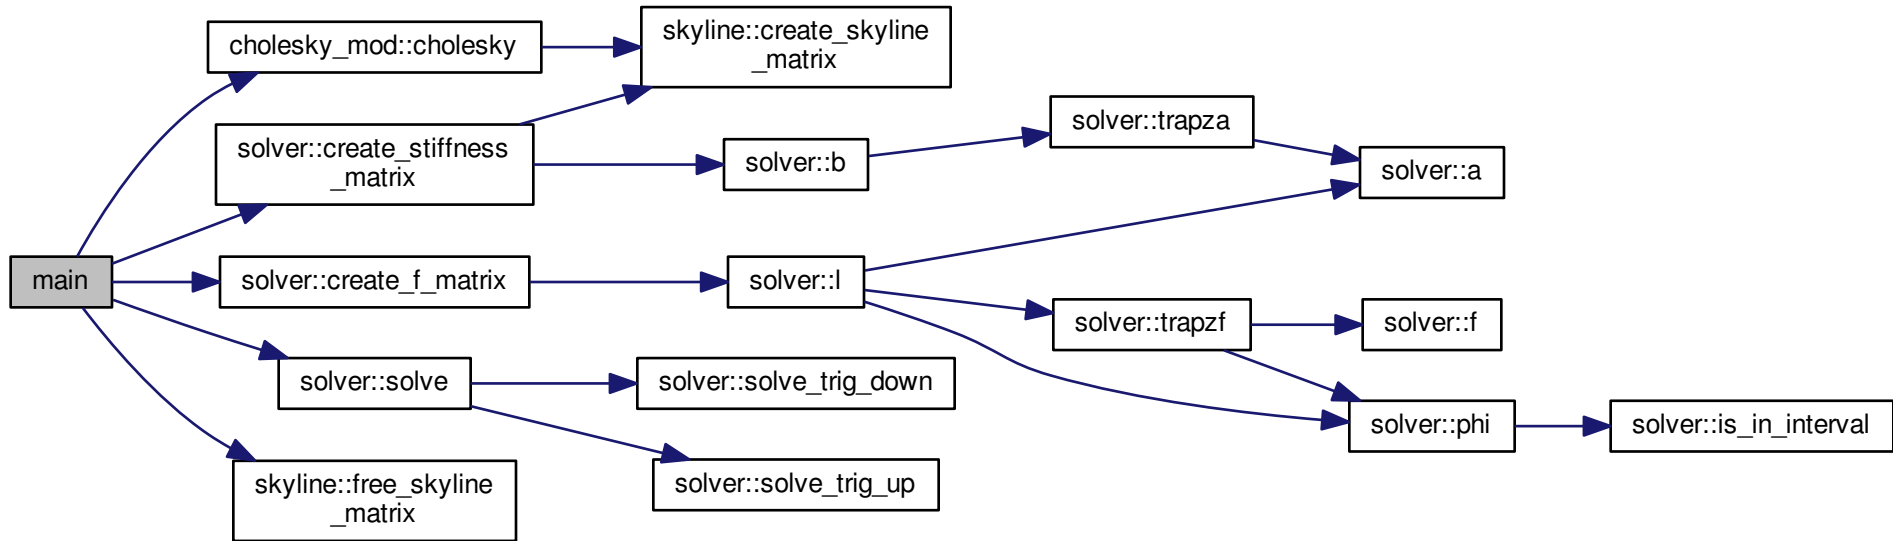 cholesky_mod::cholesky
skyline::create_skyline
_matrix
solver::create_stiffness
_matrix
solver::b
solver::trapza
solver::a
main
solver::create_f_matrix
solver::l
solver::trapzf
solver::f
solver::solve
solver::solve_trig_down
solver::phi
solver::is_in_interval
skyline::free_skyline
_matrix
solver::solve_trig_up